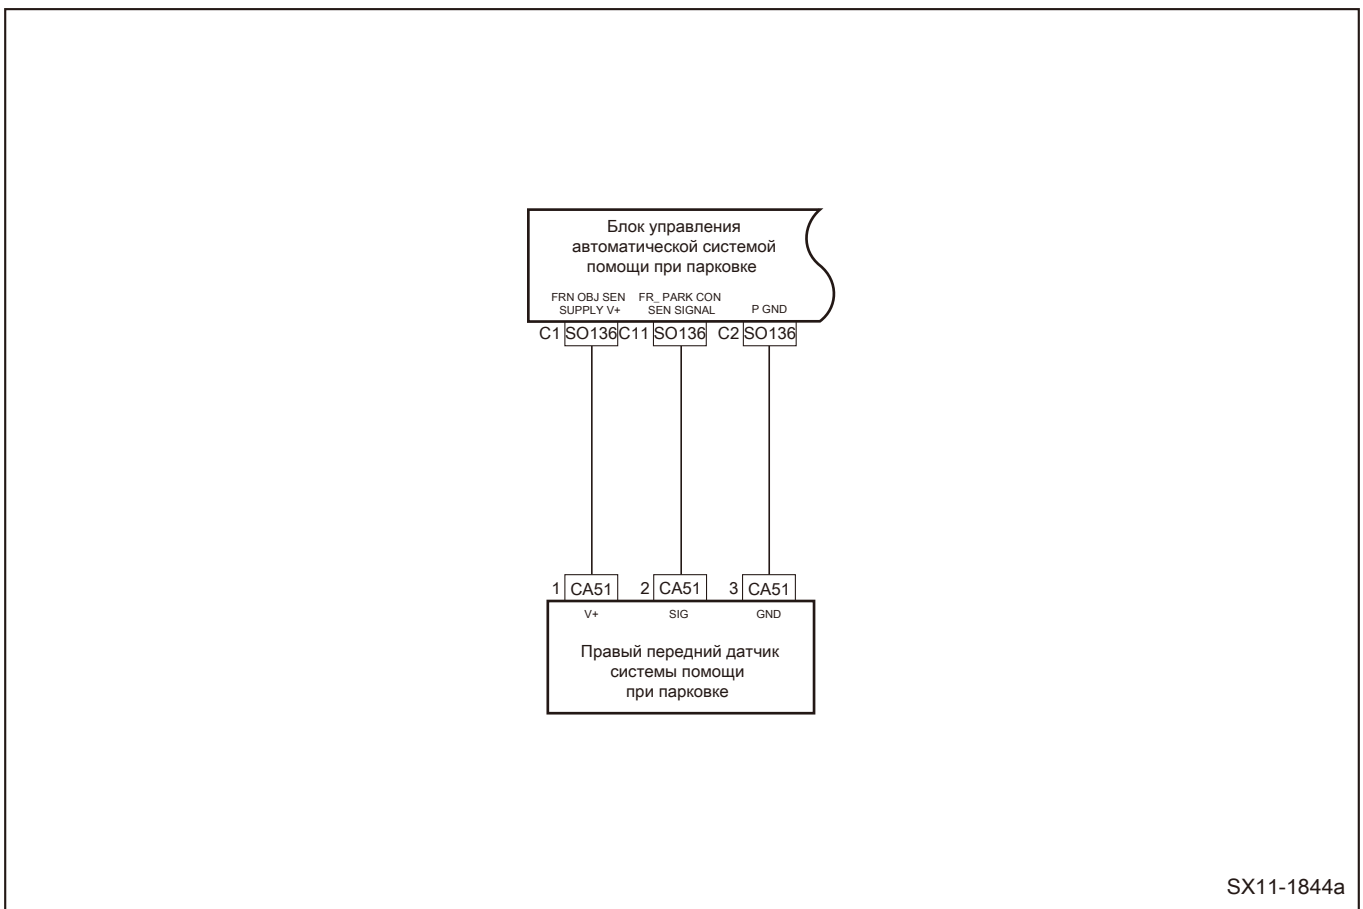 Блок управления
автоматической системой
помощи при парковке
FRN OBJ SEN
SUPPLY V+
FR_ PARK CON
SEN SIGNAL
P GND
C1 SO136 C11 SO136 C2 SO136
1 CA51 2 CA51 3 CA51
V+ SIG GND
Правый передний датчик
системы помощи
при парковке
SX11-1844a